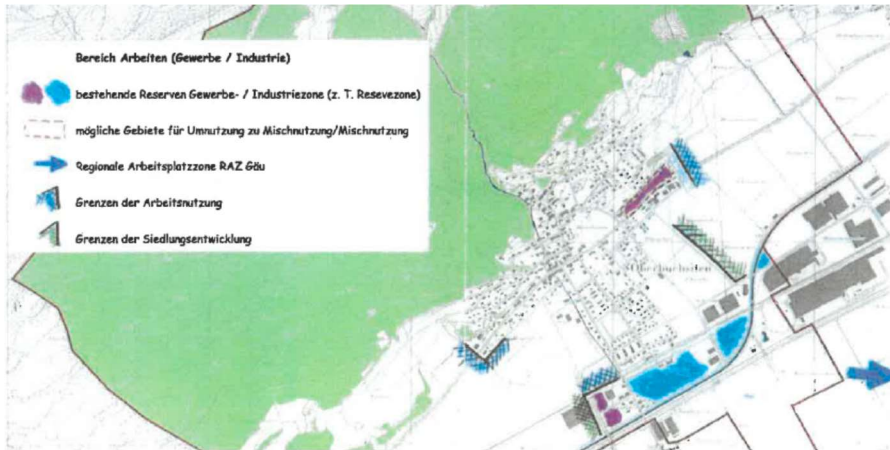 Bereich Arbeiten (Gewerbe / Industrie)
bestehende Reserven Gewerbe- / Industriezone (z. T. Resevezone)
mögliche Gebiete für Umnutzung zu Mischnutzung/Mischnutzung
Regionale Arbeitsplatzzone RAZ Gäu
Grenzen der Arbeitsnutzung
Grenzen der Siedlungsentwicklung